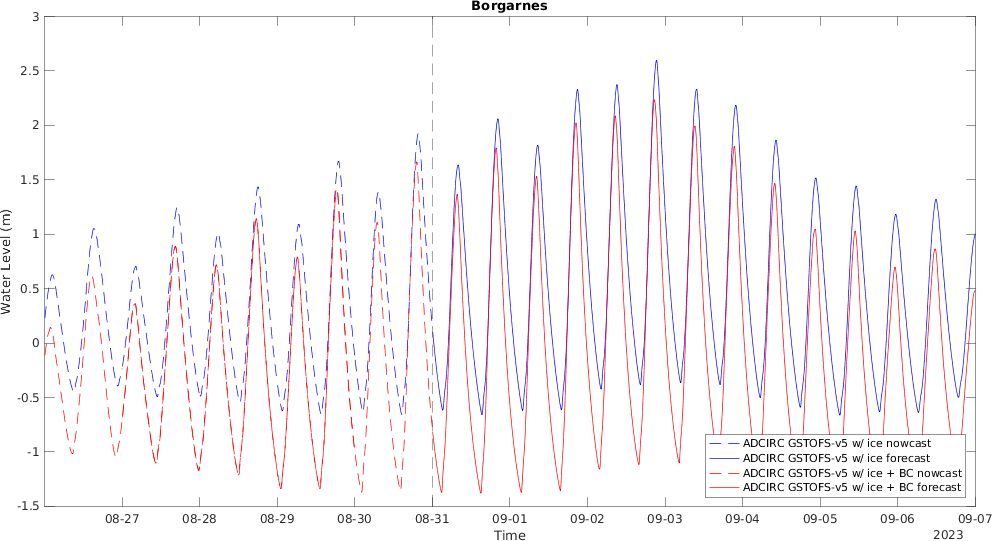 Borgarnes
Water Level (m)
3
2.5
2
1.5
1
0.5
0
-0.5
-1
-1.5
ADCIRC GSTOFS-v5 w/ ice nowcast
ADCIRC GSTOFS-v5 w/ ice forecast
ADCIRC GSTOFS-v5 w/ ice + BC nowcast
ADCIRC GSTOFS-v5 w/ ice + BC forecast
08-27 08-28 08-29 08-30 08-31 09-01 09-02 09-03 09-04 09-05 09-06 09-07
Time 2023